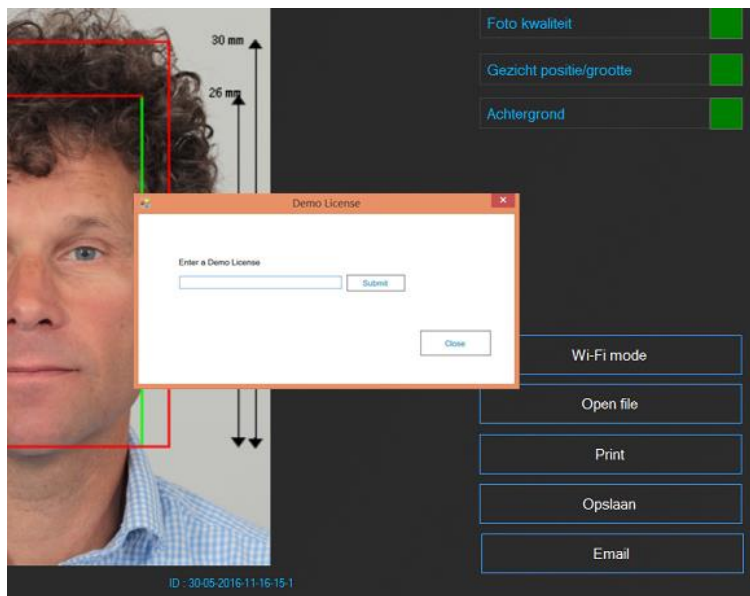 30 mm
26 mm
Foto kwaliteit
Gezicht positie/grootte
Achtergrond
Demo License
Enter a Demo License
Submit
Close
Wi-Fi mode
Open file
Print
Opslaan
Email
ID : 30-05-2016-11-16-15-1